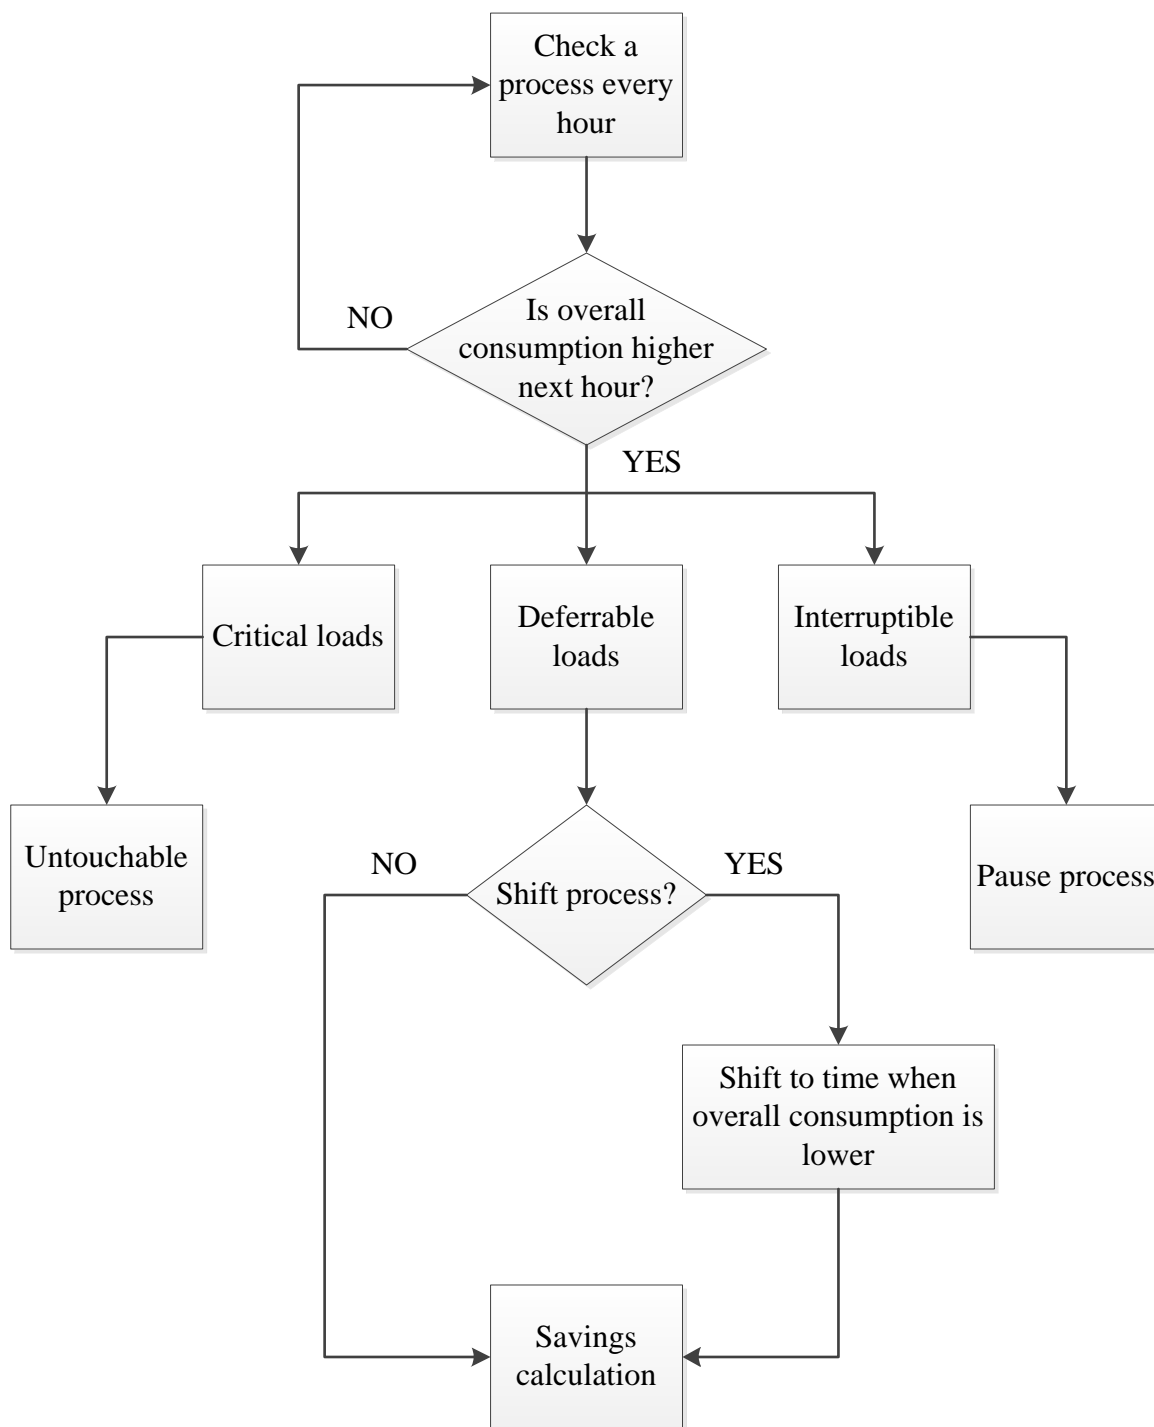 Check a
process every
hour
NO
Is overall
consumption higher
next hour?
YES
Critical loads
Deferrable
loads
Interruptible
loads
Untouchable
process
NO
Shift process?
YES
Pause process
Shift to time when
overall consumption is
lower
Savings
calculation